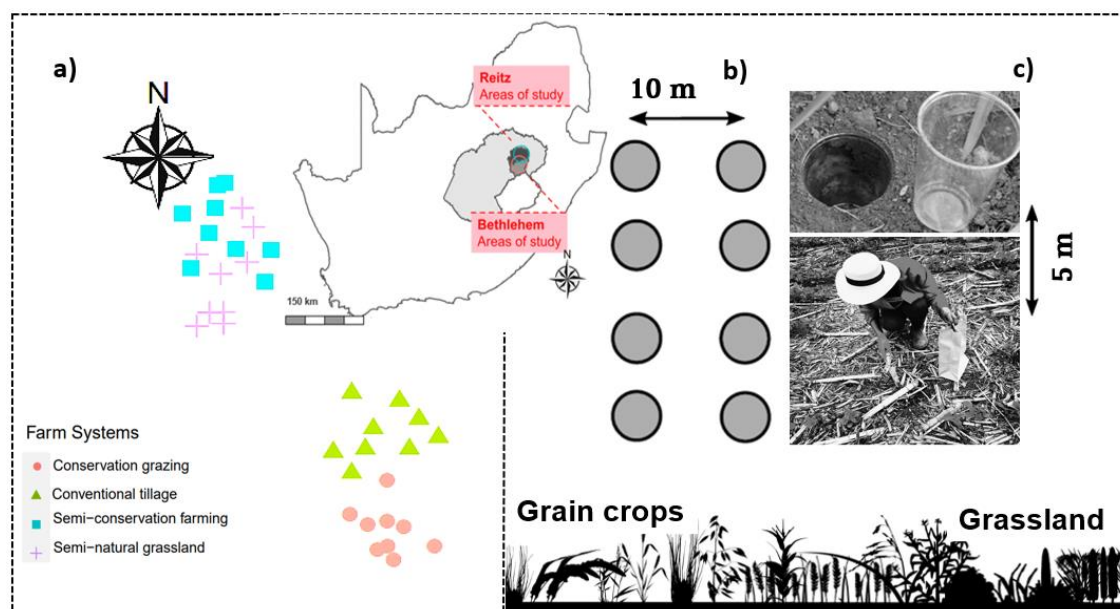 a)
N
Reitz
Areas of study
Bethlehem
Areas of study
150 km
b)
10 m
c)
5 m
Farm Systems
Conservation grazing
Conventional tillage
Semi−conservation farming
Semi−natural grassland
Grain crops
Grassland